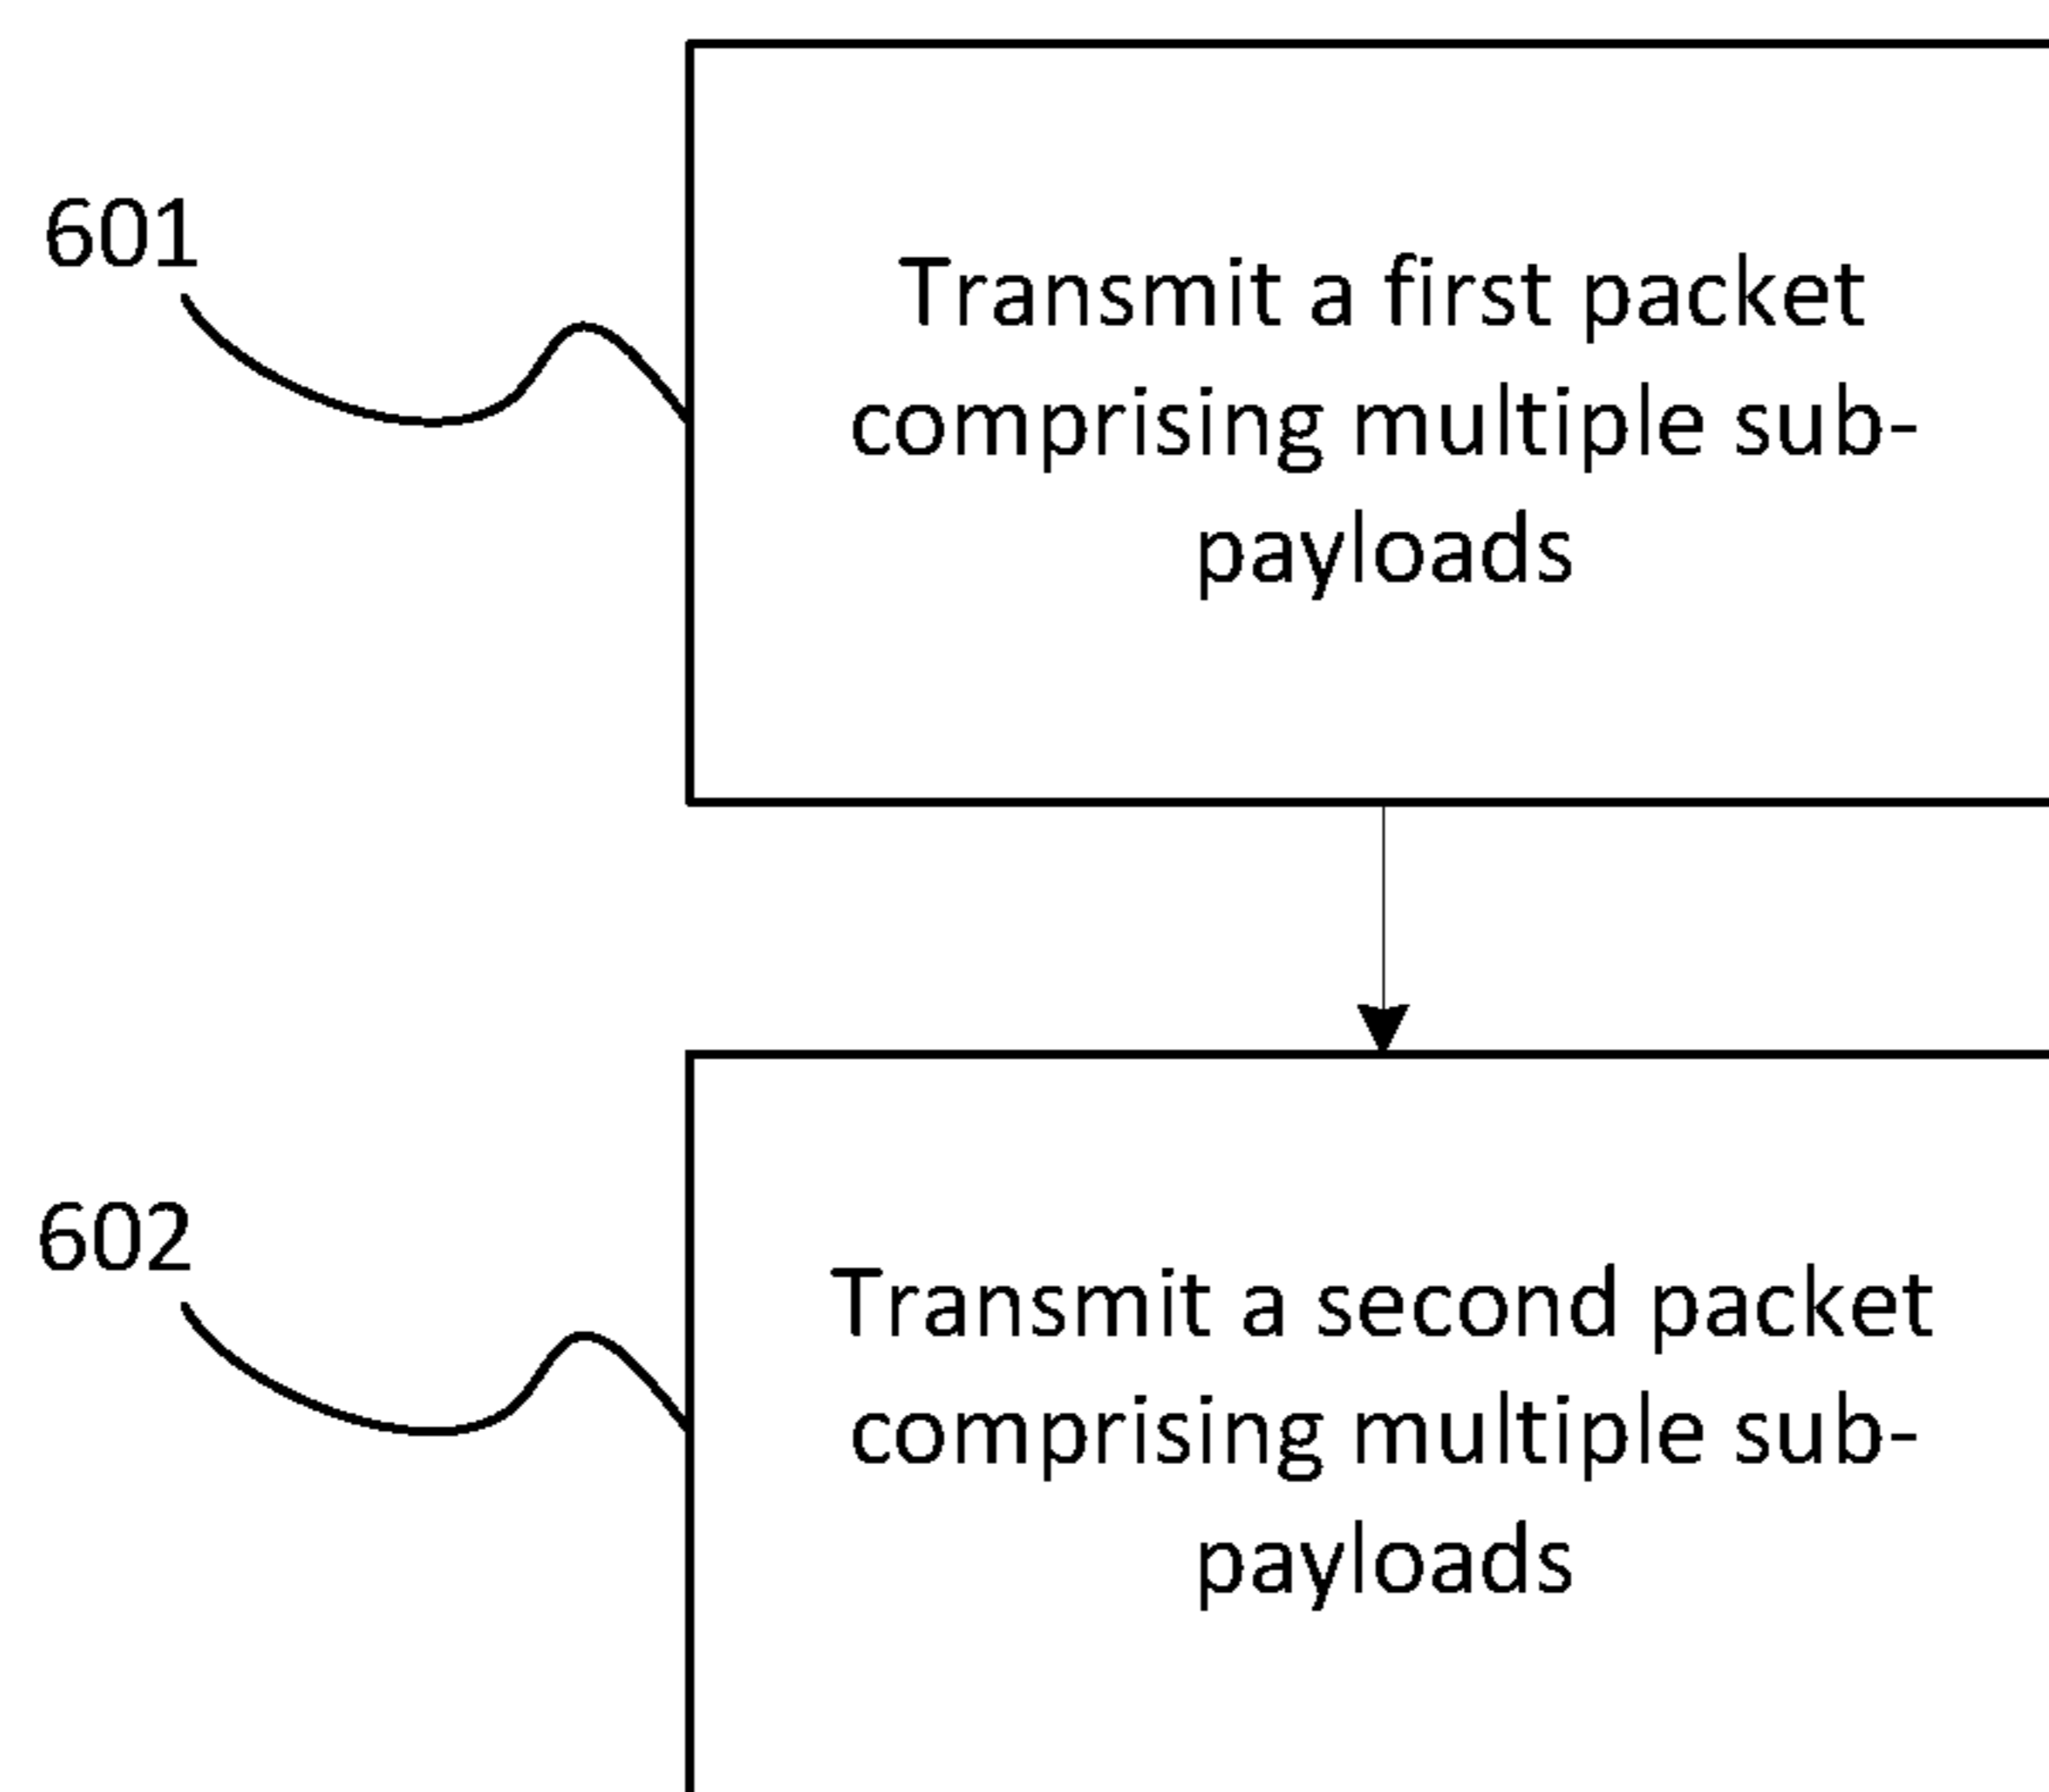 601
Transmit a first packet
comprising multiple sub-
payloads
602
Transmit a second packet
comprising multiple sub-
payloads